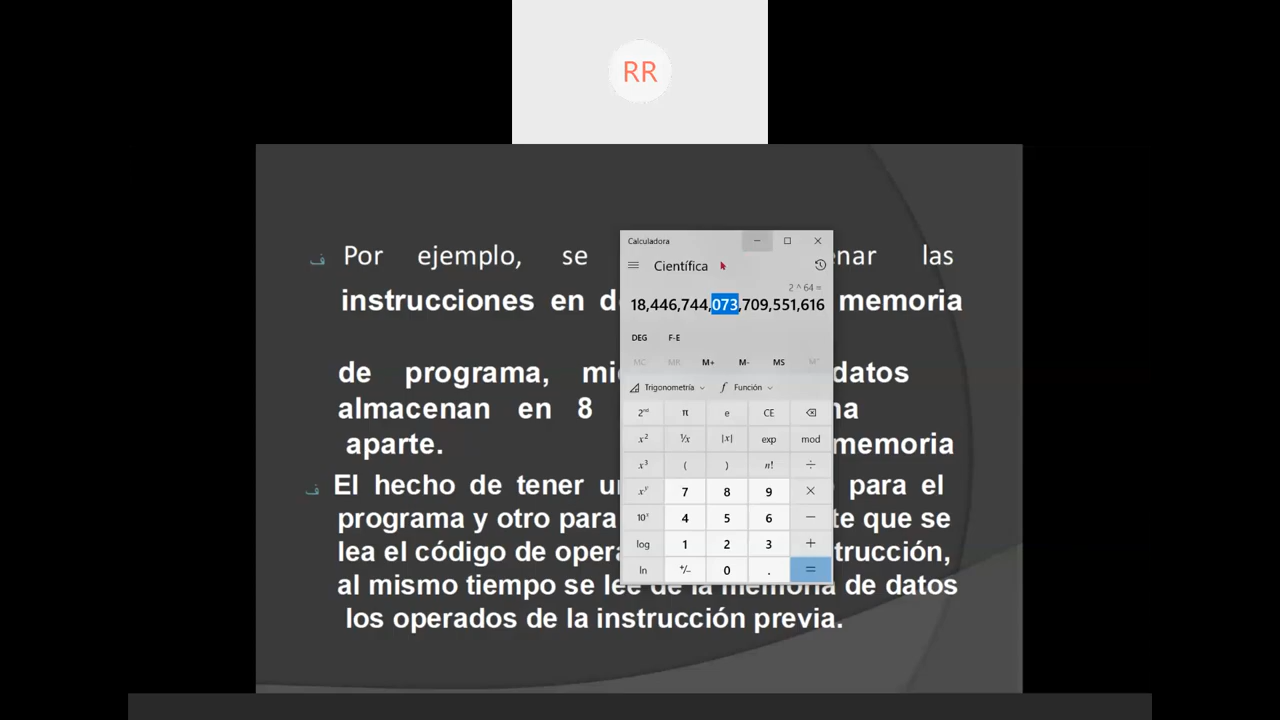 RR
Por ejemplo, se enar las
instrucciones en d memoria
de programa, mi datos
almacenan en 8 na
aparte. memoria
El hecho de tener u para el
programa y otro para te que se
lea el código de opera trucción,
al mismo tiempo se lee de la memoria de datos
los operados de la instrucción previa.
Calculadora
Científica
2 ^ 64 =
18,446,744,073,709,551,616
DEG F-E
MC MR M+ M- MS M˅
Trigonometría Función
2ⁿᵈ π e CE
x² ¹/x |x| exp mod
x³ ( ) n! ÷
xʸ 7 8 9 ×
10ˣ 4 5 6 −
log 1 2 3 +
ln +/− 0 . =